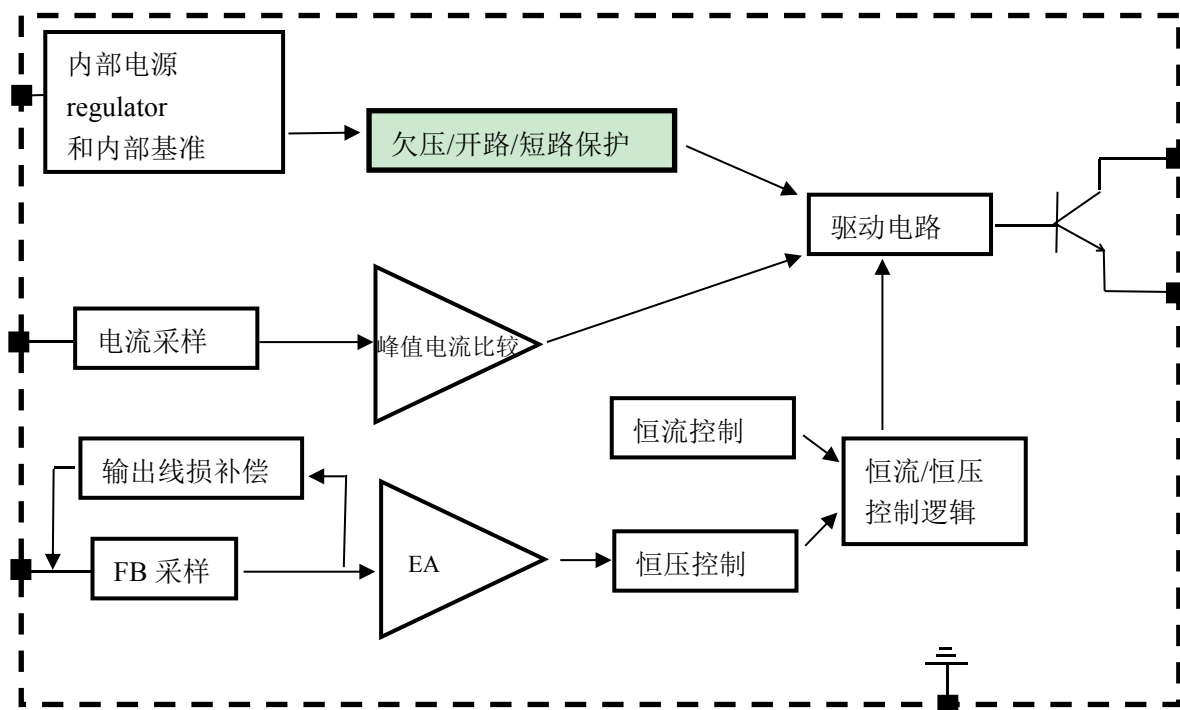 内部电源
regulator
和内部基准
欠压/开路/短路保护
驱动电路
电流采样
峰值电流比较
恒流控制
输出线损补偿
恒流/恒压
控制逻辑
FB 采样
EA
恒压控制